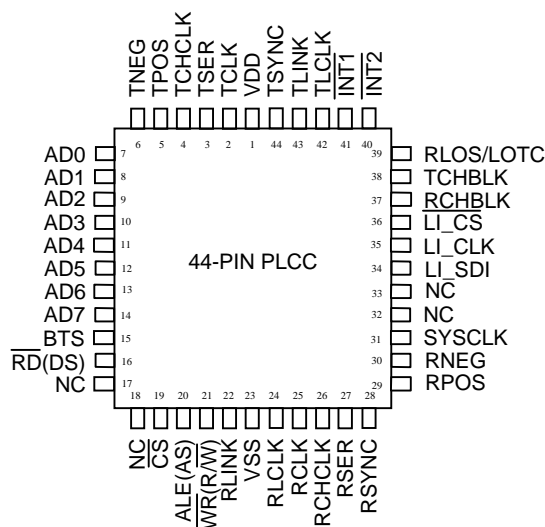 TNEG
TPOS
TCHCLK
TSER
TCLK
VDD
TSYNC
TLINK
TLCLK
INT1
INT2
6 5 4 3 2 1 44 43 42 41 40
AD0 7
AD1 8
AD2 9
AD3 10
AD4 11
AD5 12
AD6 13
AD7 14
BTS 15
RD(DS) 16
NC 17
44-PIN PLCC
39 RLOS/LOTC
38 TCHBLK
37 RCHBLK
36 LI_CS
35 LI_CLK
34 LI_SDI
33 NC
32 NC
31 SYSCLK
30 RNEG
29 RPOS
18 19 20 21 22 23 24 25 26 27 28
NC
CS
ALE(AS)
WR(R/W)
RLINK
VSS
RLCLK
RCLK
RCHCLK
RSER
RSYNC